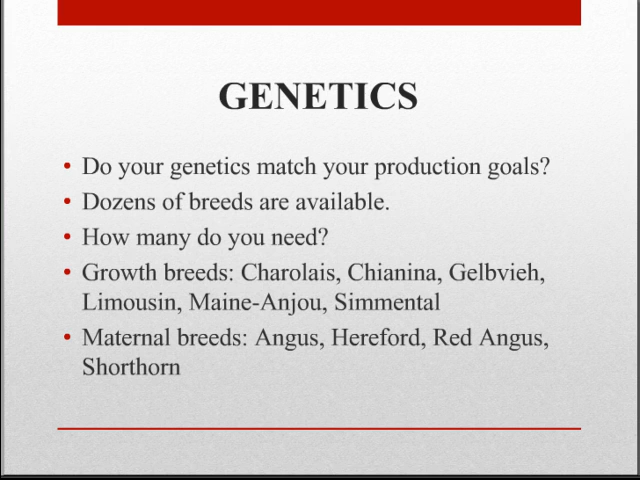 GENETICS
• Do your genetics match your production goals?
• Dozens of breeds are available.
• How many do you need?
• Growth breeds: Charolais, Chianina, Gelbvieh,
Limousin, Maine-Anjou, Simmental
• Maternal breeds: Angus, Hereford, Red Angus,
Shorthorn